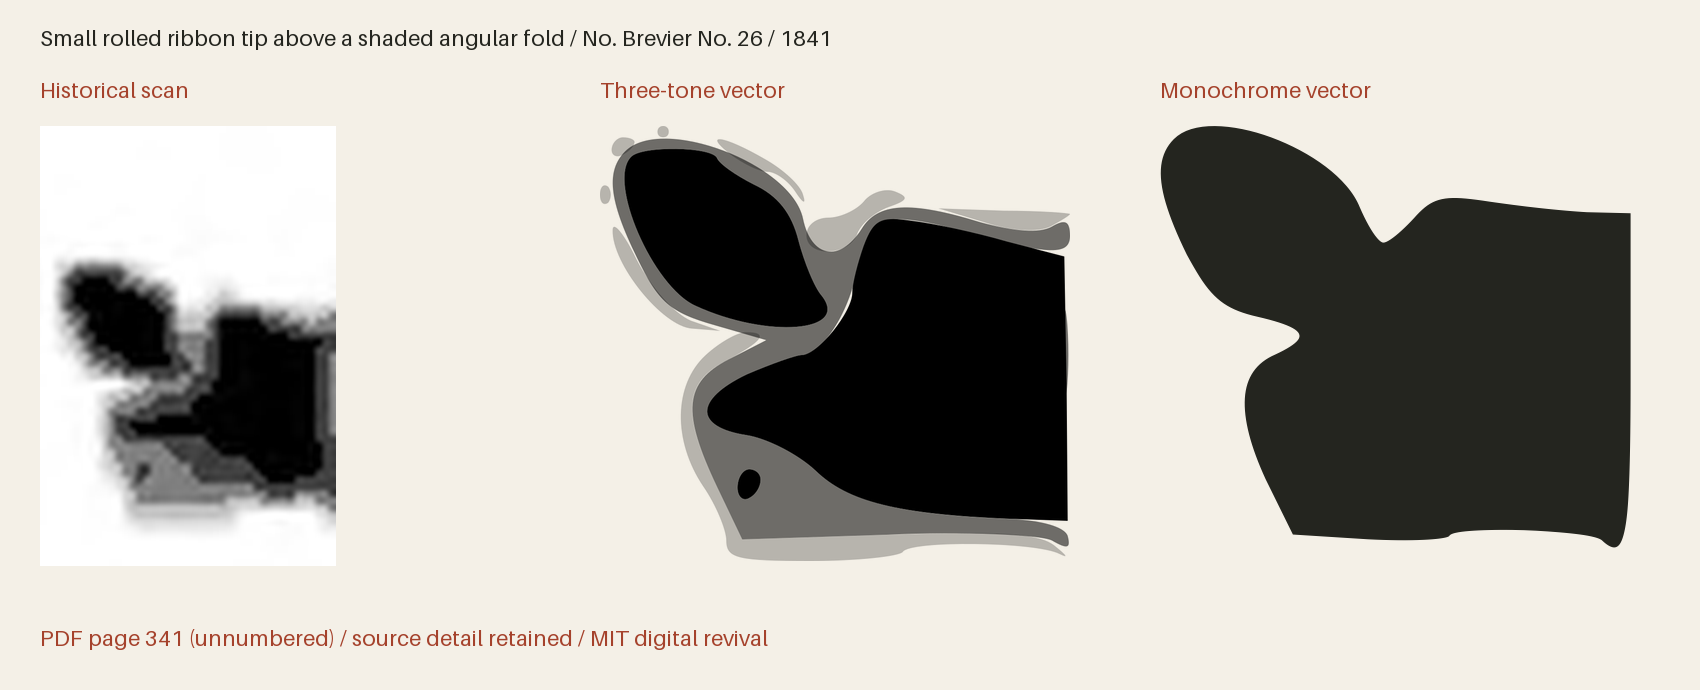 Small rolled ribbon tip above a shaded angular fold / No. Brevier No. 26 / 1841
Historical scan
Three-tone vector
Monochrome vector
PDF page 341 (unnumbered) / source detail retained / MIT digital revival